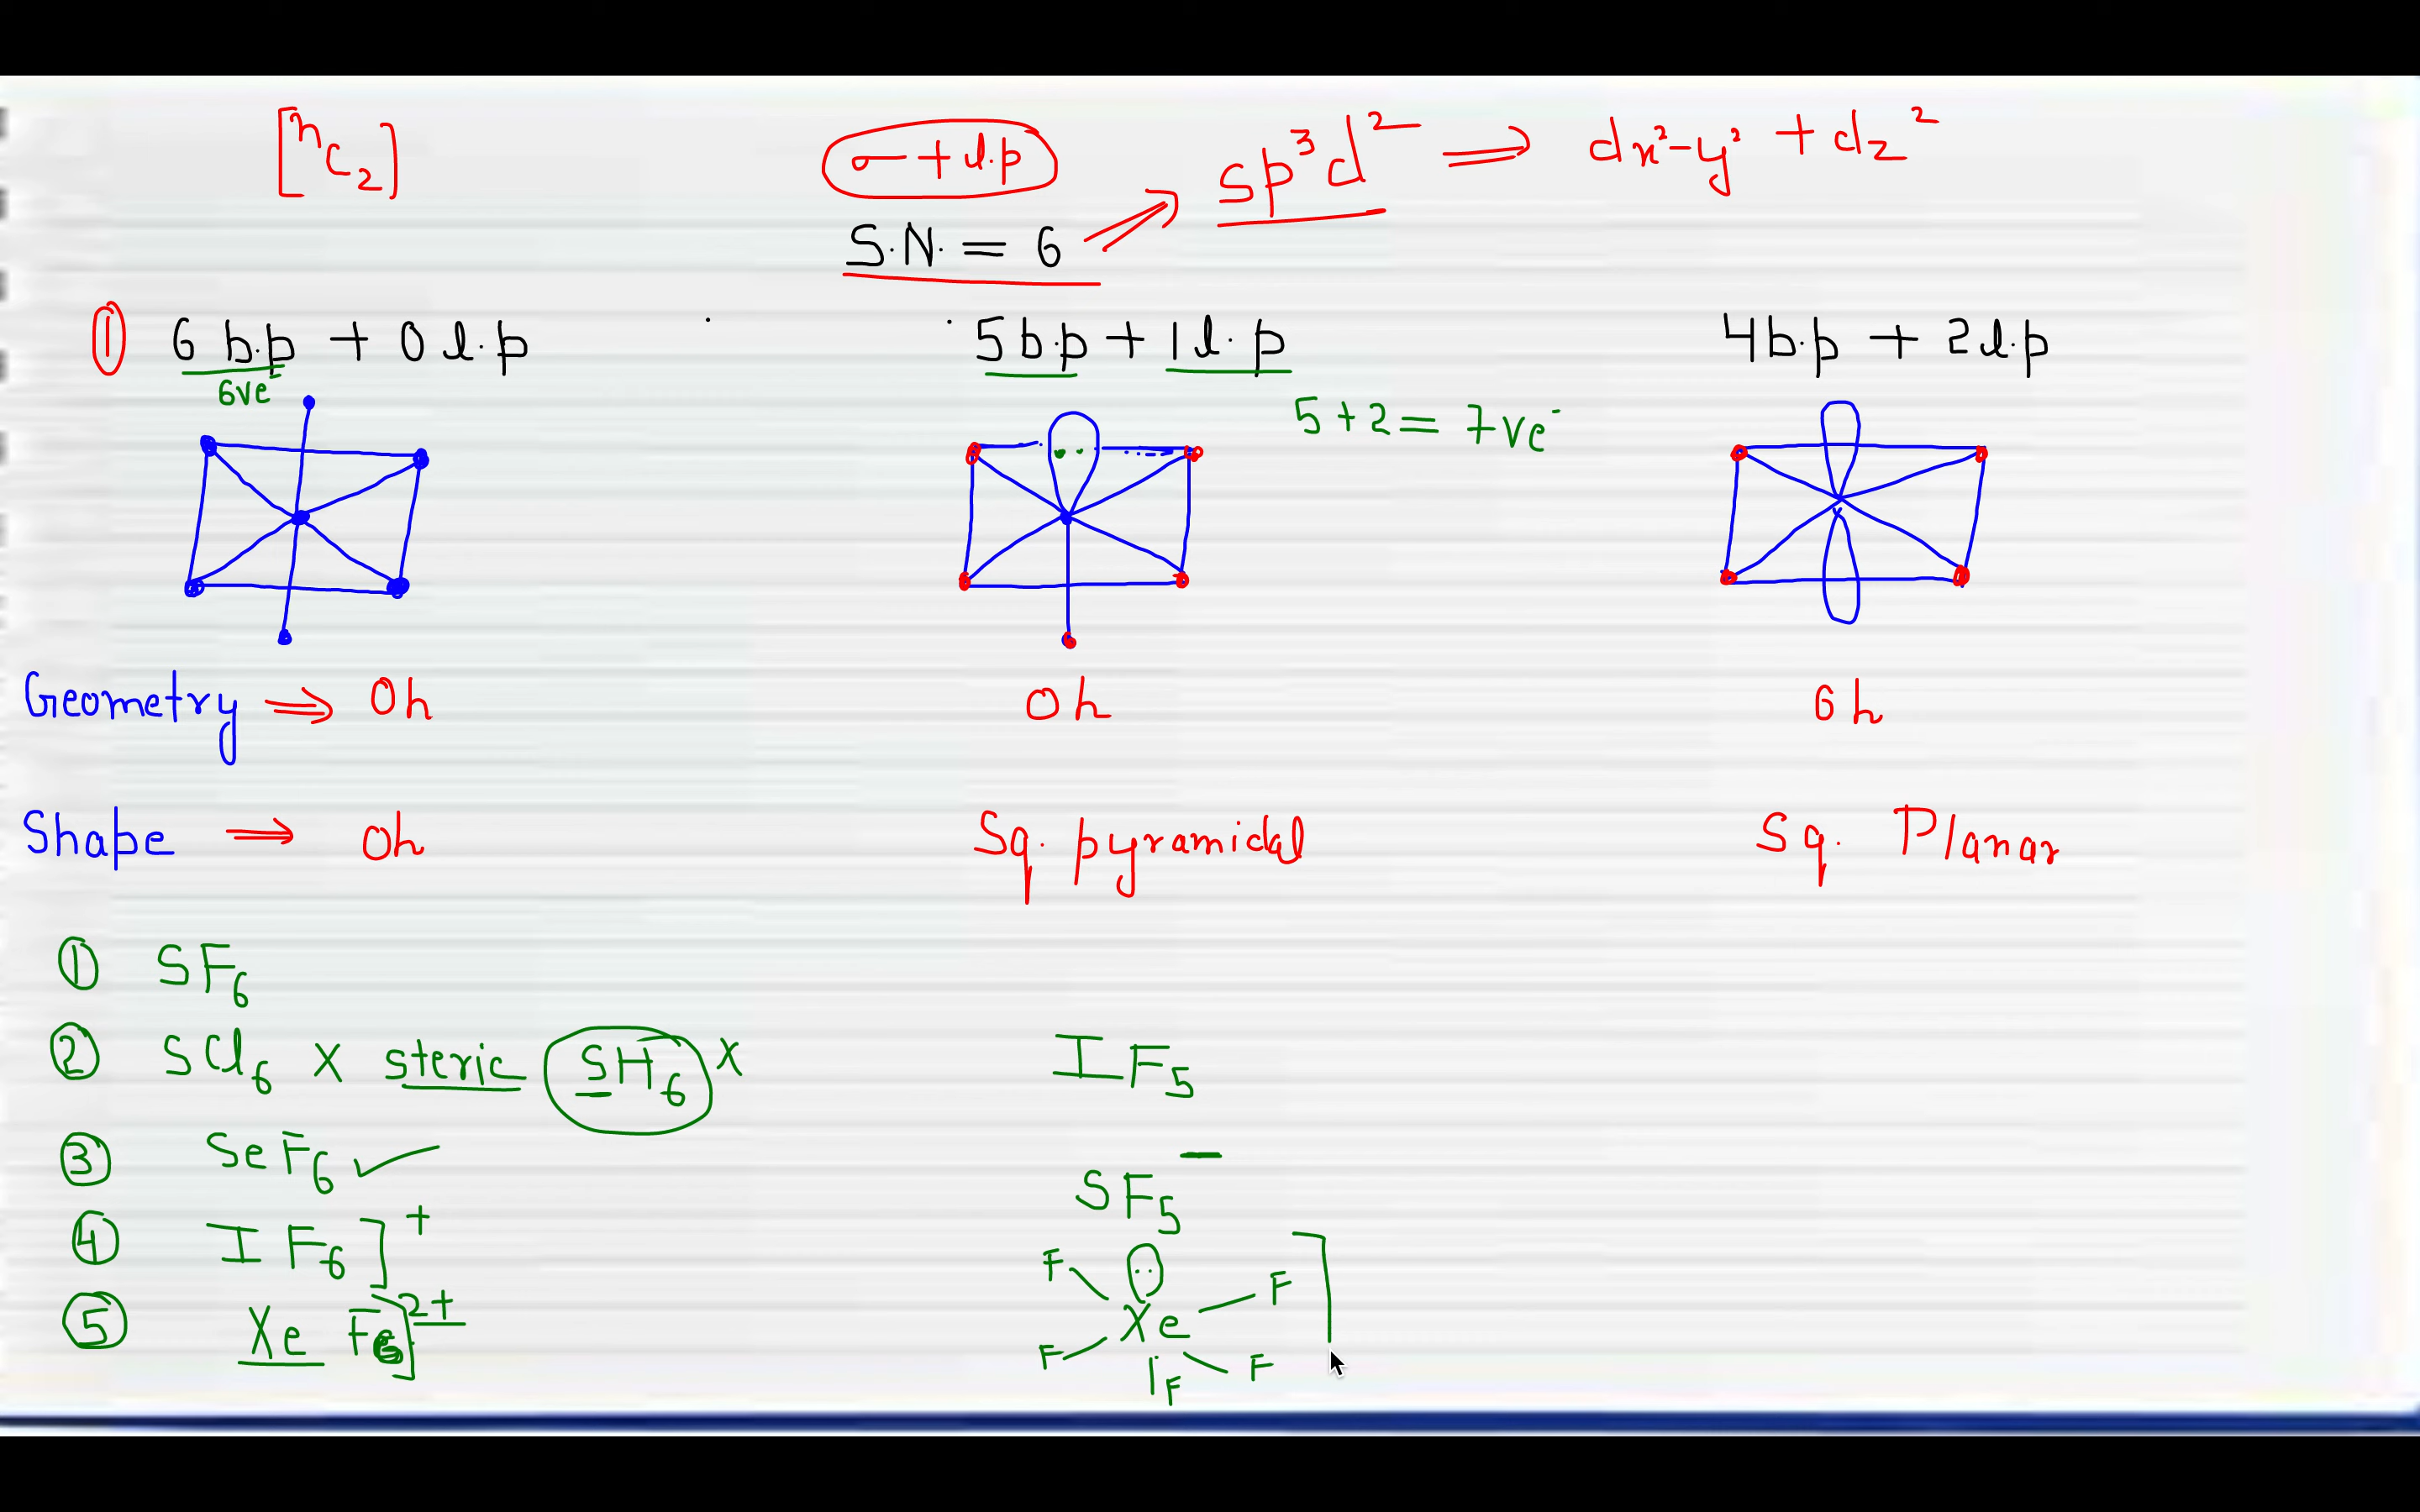 [ⁿC₂]
σ + l.p
sp³d² ⇒ dx²-y² + dz²
S.N. = 6
① 6 b.p + 0 l.p
6ve⁻
5 b.p + 1 l.p
5 + 2 = 7ve⁻
4 b.p + 2 l.p
Geometry ⇒ Oh
Oh
Oh
Shape ⇒ Oh
Sq. pyramidal
Sq. Planar
① SF₆
② SCl₆ X steric SH₆ X
③ SeF₆ ✓
④ IF₆]⁺
⑤ XeF₆]²⁺
IF₅
SF₅⁻
F F
Xe
F F F ]